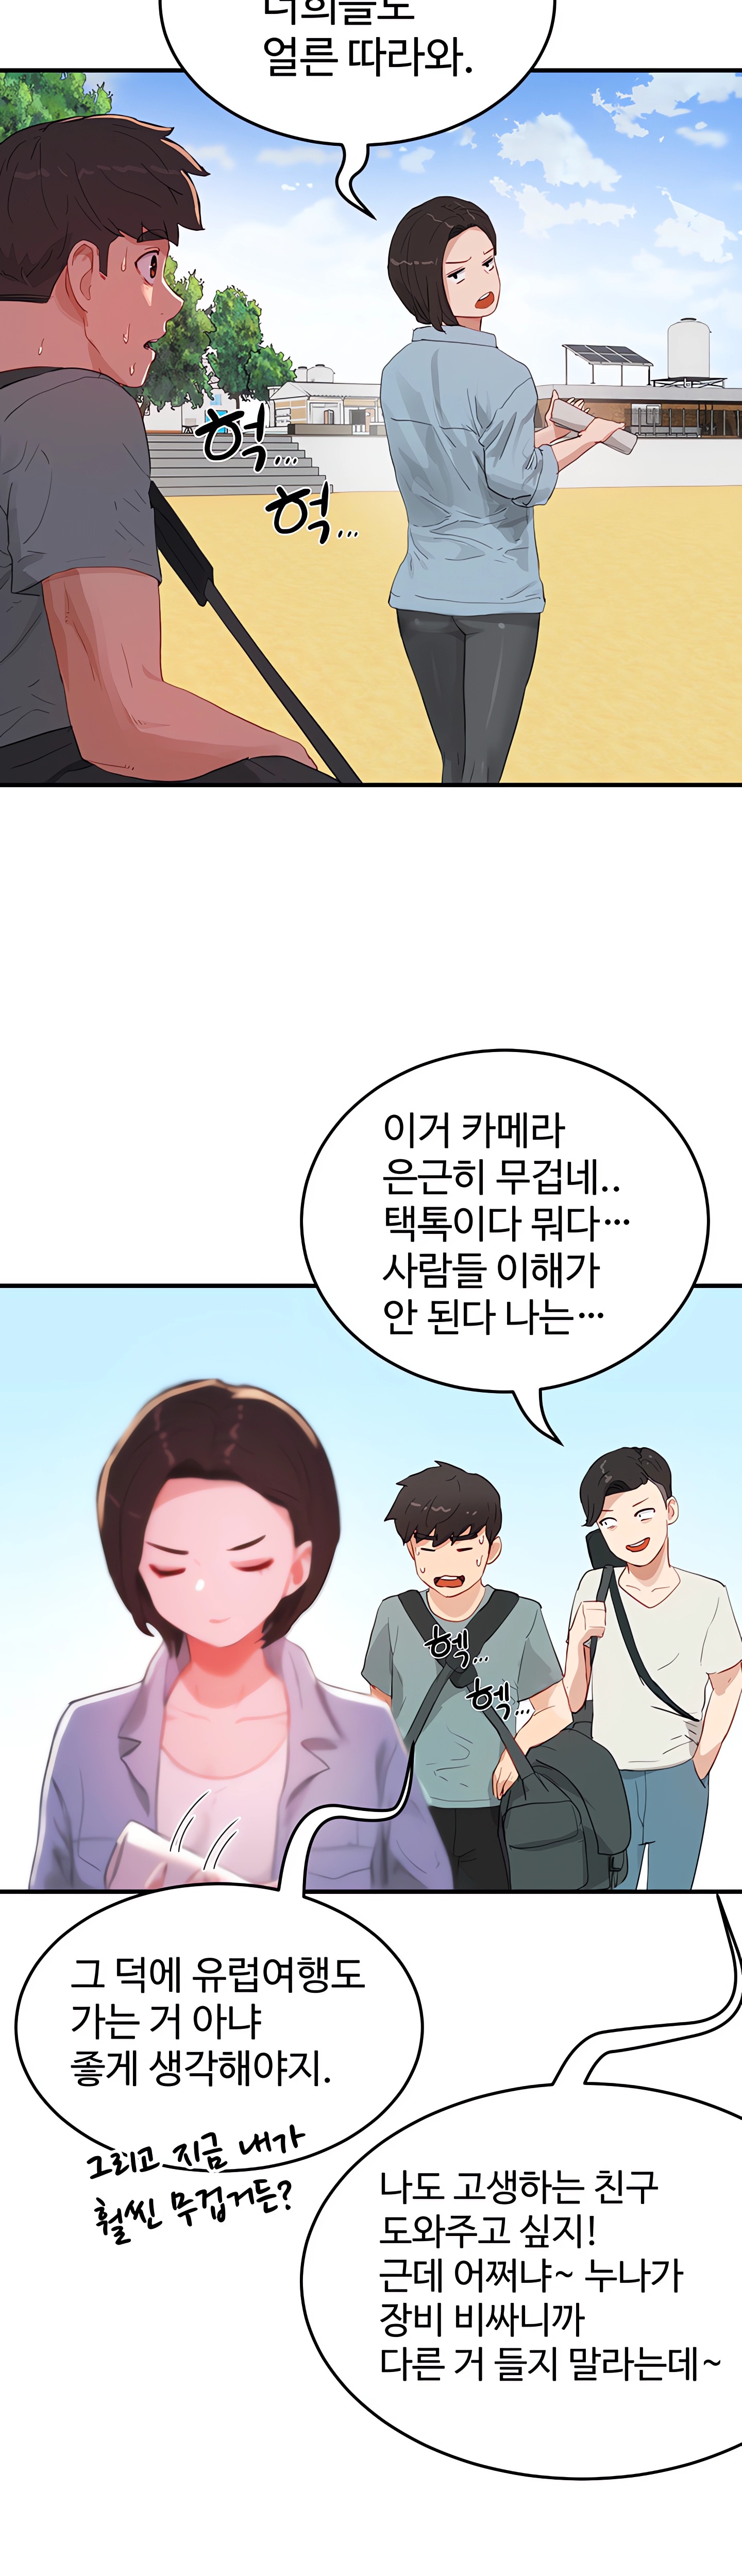 너희들도
얼른 따라와.
헉...
헉...
이거 카메라
은근히 무겁네..
택톡이다 뭐다…
사람들 이해가
안 된다 나는…
헥...
헥...
그 덕에 유럽여행도
가는 거 아냐
좋게 생각해야지.
그리고 지금 내가
훨씬 무겁거든?
나도 고생하는 친구
도와주고 싶지!
근데 어쩌냐~ 누나가
장비 비싸니까
다른 거 들지 말라는데~